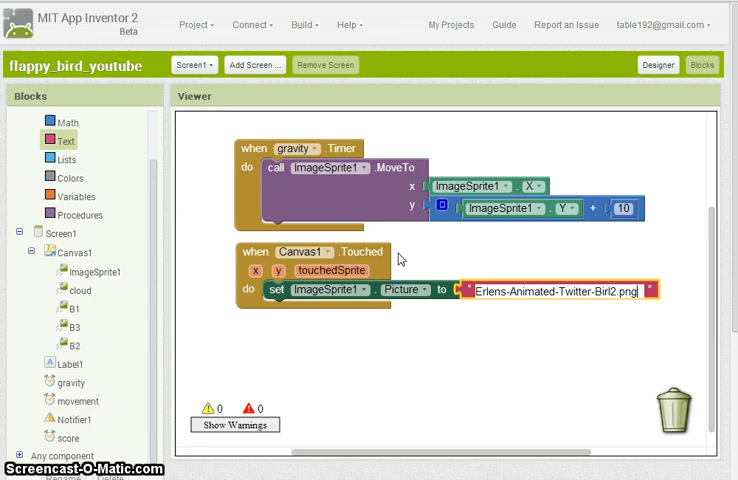 MIT App Inventor 2
Beta
Project
Connect
Build
Help
My Projects
Guide
Report an Issue
table192@gmail.com
flappy_bird_youtube
Screen1
Add Screen ...
Remove Screen
Designer
Blocks
Blocks
Viewer
Math
Text
Lists
Colors
Variables
Procedures
Screen1
Canvas1
ImageSprite1
cloud
B1
B3
B2
Label1
gravity
movement
Notifier1
score
Any component
Rename
Delete
when gravity .Timer
do call ImageSprite1 .MoveTo
x ImageSprite1 . X
y ImageSprite1 . Y + 10
when Canvas1 .Touched
x y touchedSprite
do set ImageSprite1 . Picture to " Erlens-Animated-Twitter-Birl2.png "
0 0
Show Warnings
Screencast-O-Matic.com